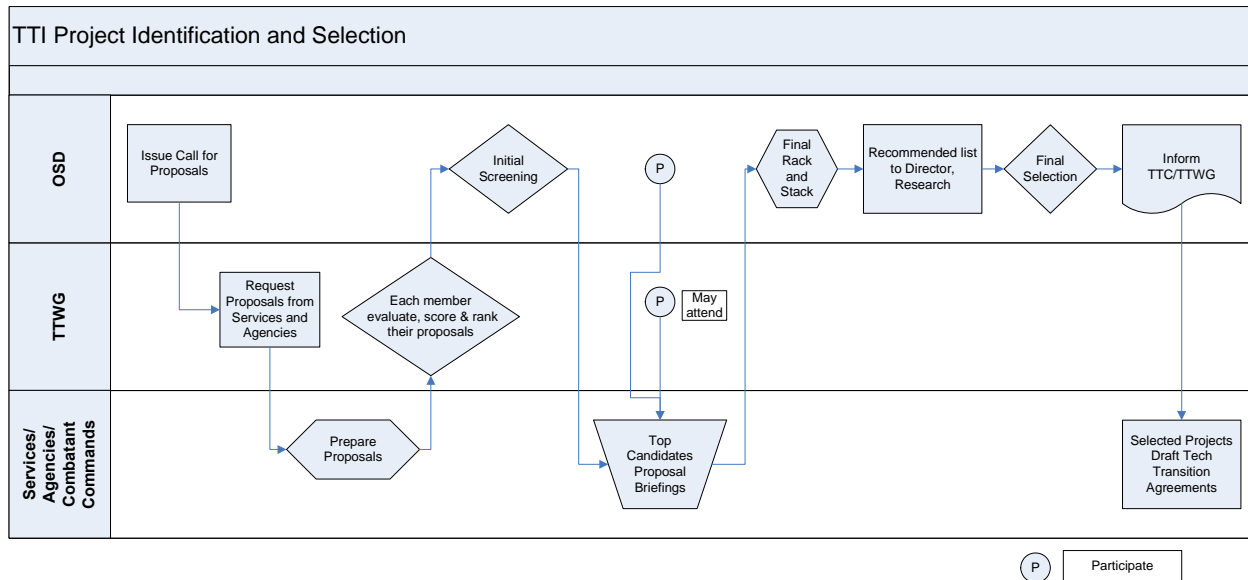 TTI Project Identification and Selection
OSD
Issue Call for
Proposals
Initial
Screening
P
Final
Rack
and
Stack
Recommended list
to Director,
Research
Final
Selection
Inform
TTC/TTWG
TTWG
Request
Proposals from
Services and
Agencies
Each member
evaluate, score & rank
their proposals
P
May
attend
Services/
Agencies/
Combatant
Commands
Prepare
Proposals
Top
Candidates
Proposal
Briefings
Selected Projects
Draft Tech
Transition
Agreements
P
Participate